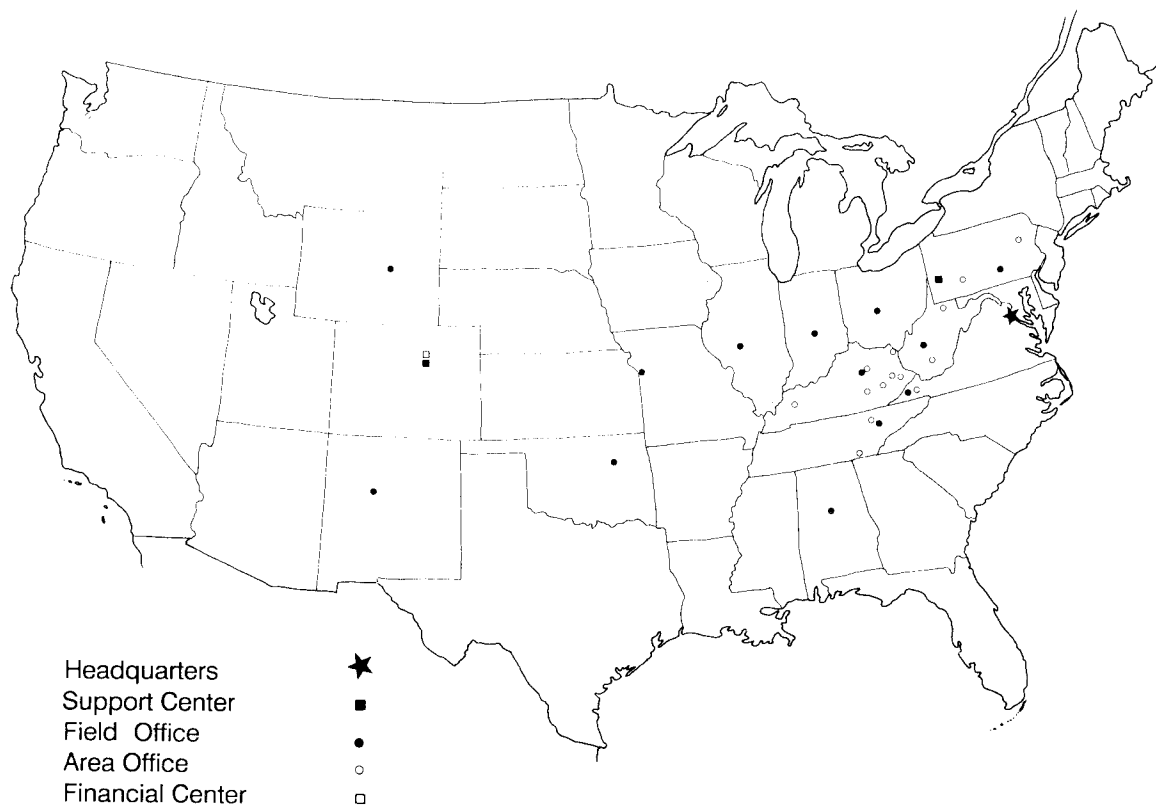 Headquarters
Support Center
Field Office
Area Office
Financial Center